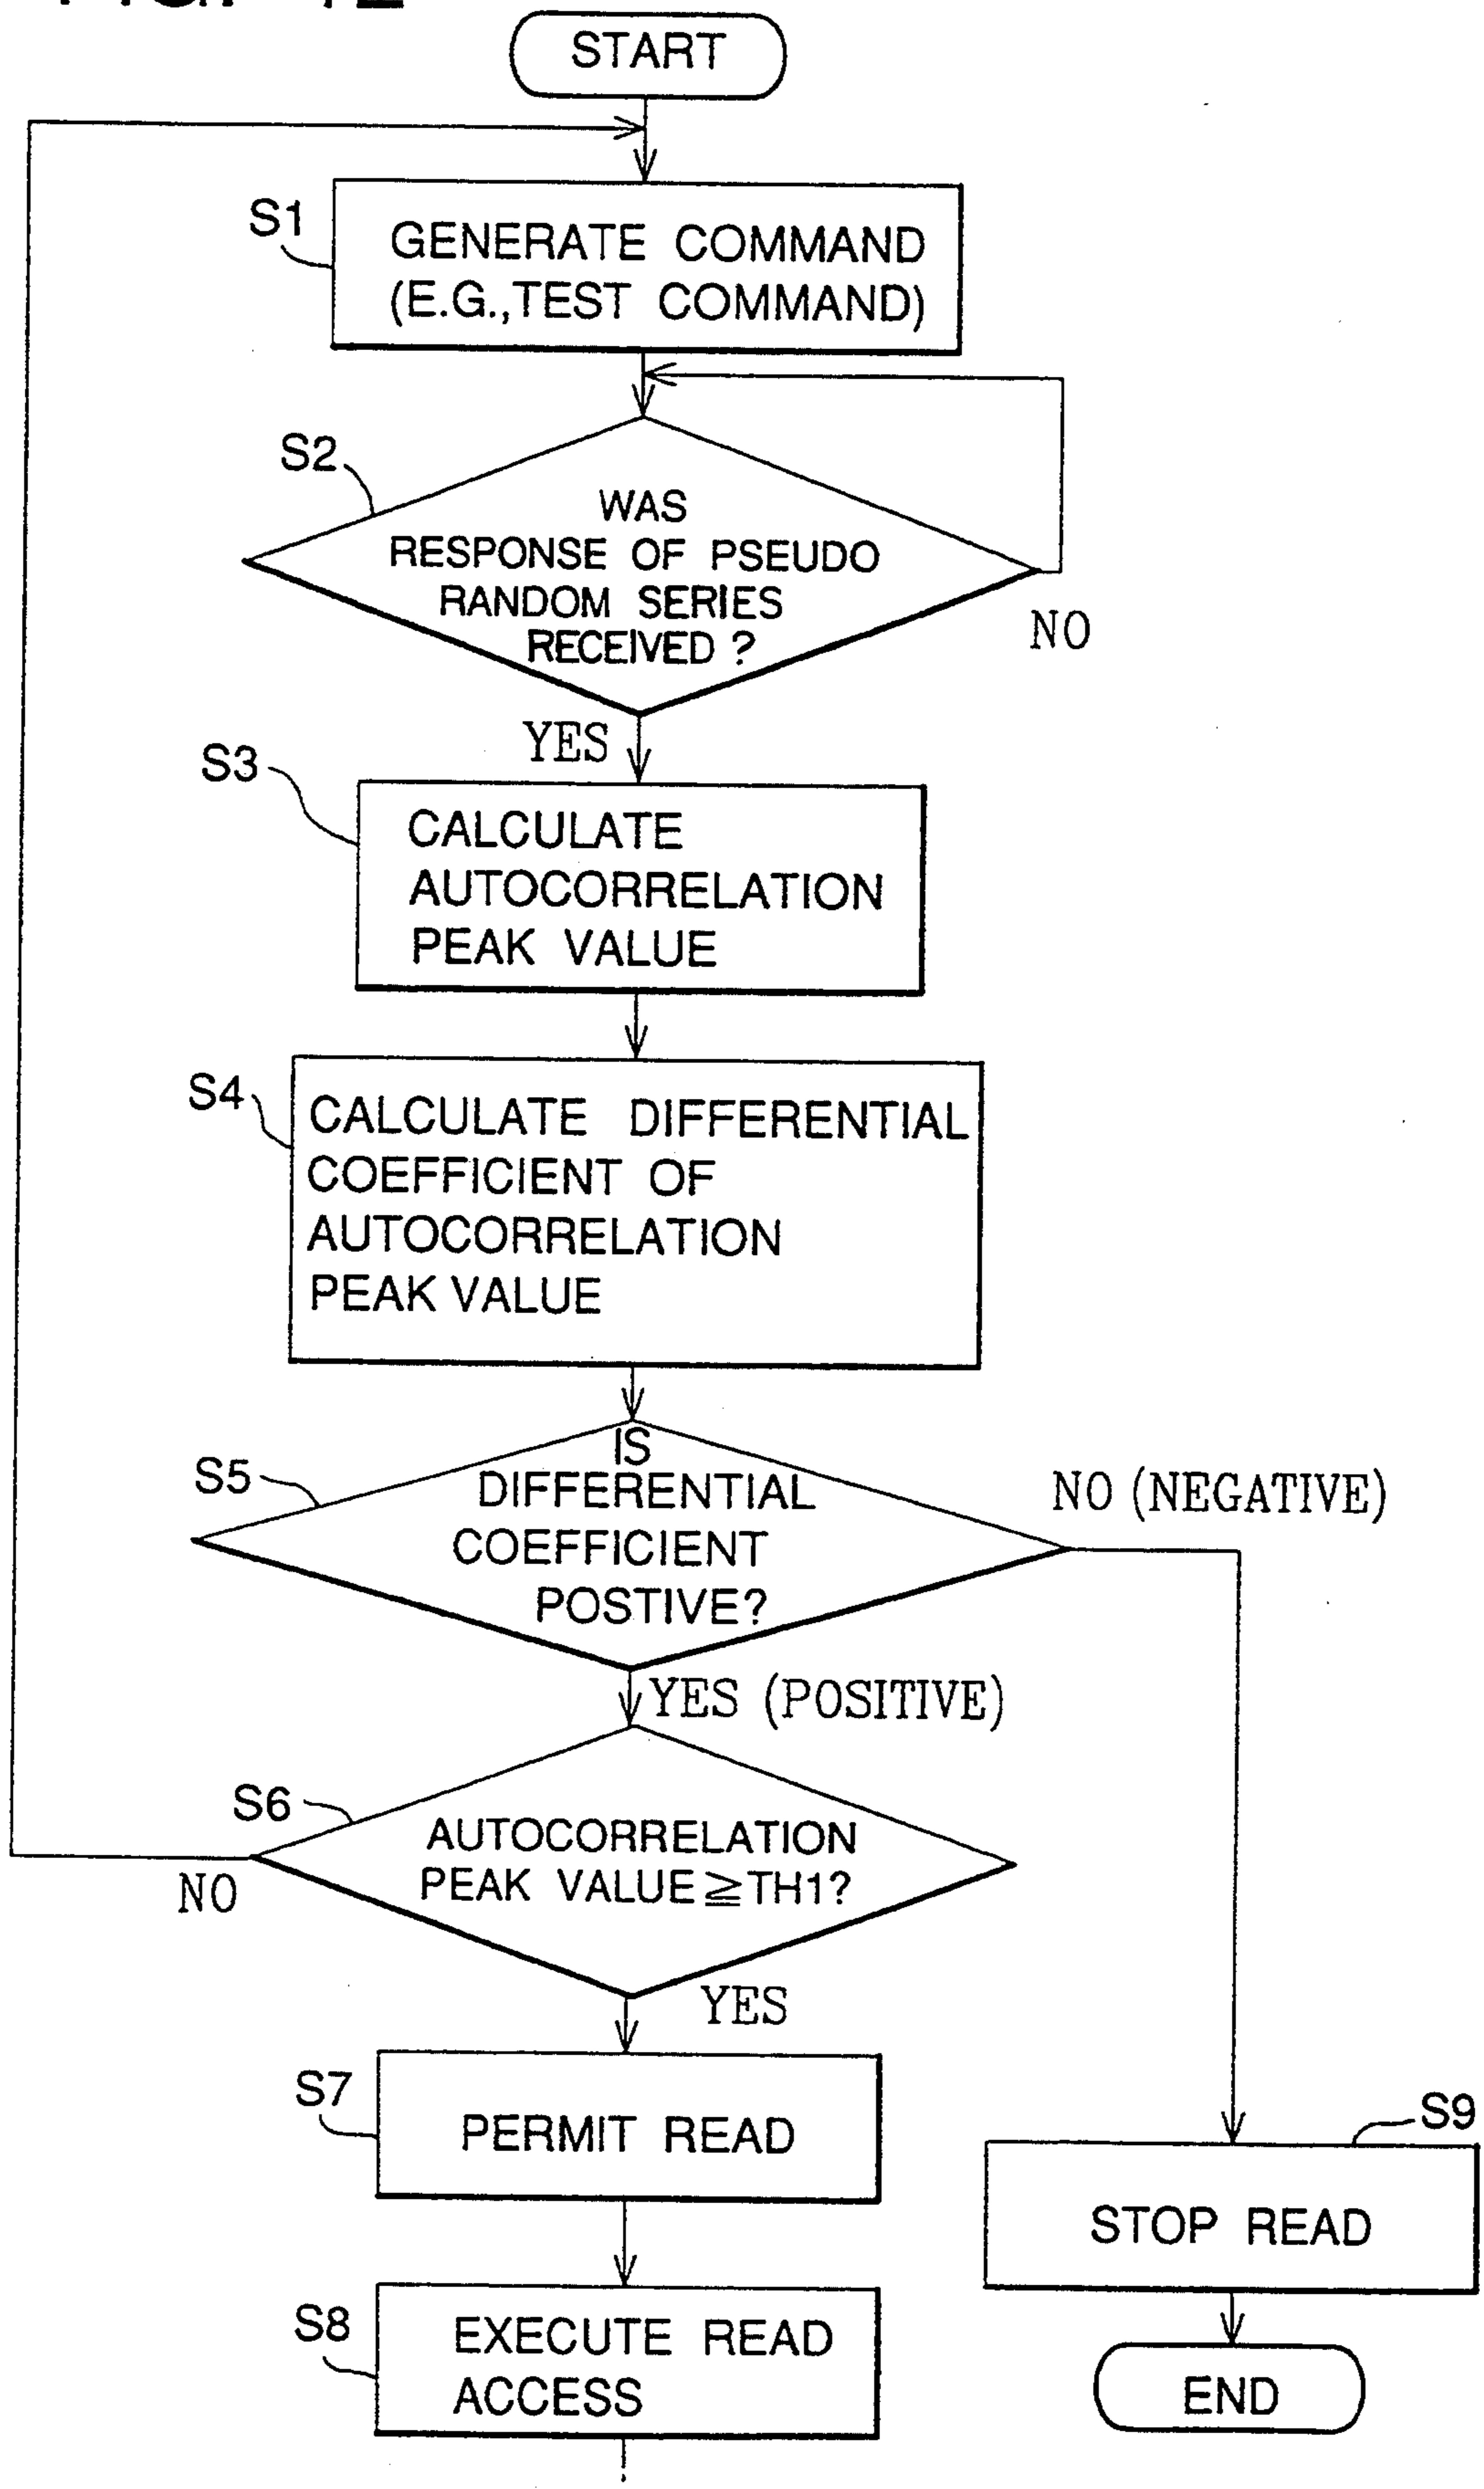 START
S1
GENERATE COMMAND
(E.G.,TEST COMMAND)
S2
WAS
RESPONSE OF PSEUDO
RANDOM SERIES
RECEIVED ?
NO
YES
S3
CALCULATE
AUTOCORRELATION
PEAK VALUE
S4
CALCULATE DIFFERENTIAL
COEFFICIENT OF
AUTOCORRELATION
PEAK VALUE
S5
IS
DIFFERENTIAL
COEFFICIENT
POSTIVE?
NO (NEGATIVE)
YES (POSITIVE)
S6
AUTOCORRELATION
PEAK VALUE ≧ TH1?
NO
YES
S7
PERMIT READ
S9
STOP READ
S8
EXECUTE READ
ACCESS
END